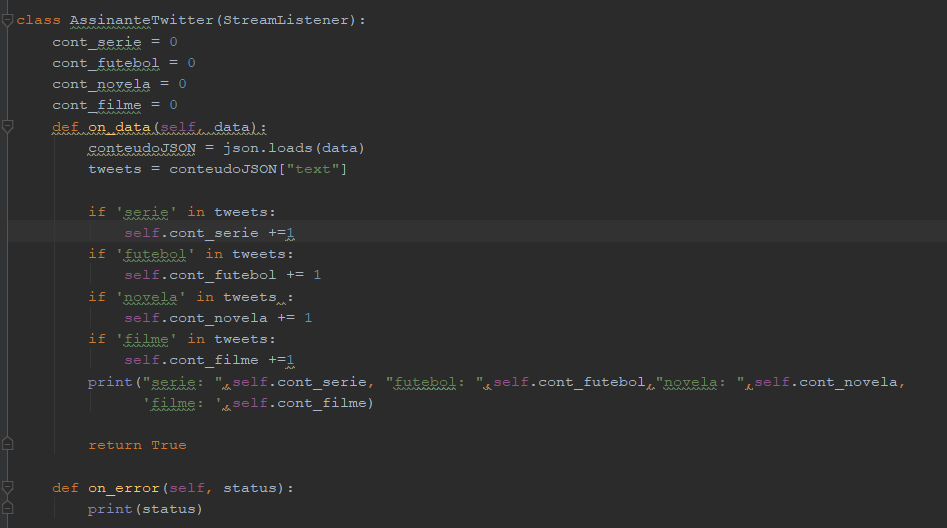 class AssinanteTwitter(StreamListener):
    cont_serie = 0
    cont_futebol = 0
    cont_novela = 0
    cont_filme = 0
    def on_data(self, data):
        conteudoJSON = json.loads(data)
        tweets = conteudoJSON["text"]

        if 'serie' in tweets:
            self.cont_serie +=1
        if 'futebol' in tweets:
            self.cont_futebol += 1
        if 'novela' in tweets :
            self.cont_novela += 1
        if 'filme' in tweets:
            self.cont_filme +=1
        print("serie: ",self.cont_serie, "futebol: ",self.cont_futebol,"novela: ",self.cont_novela,
              'filme: ',self.cont_filme)

        return True

    def on_error(self, status):
        print(status)